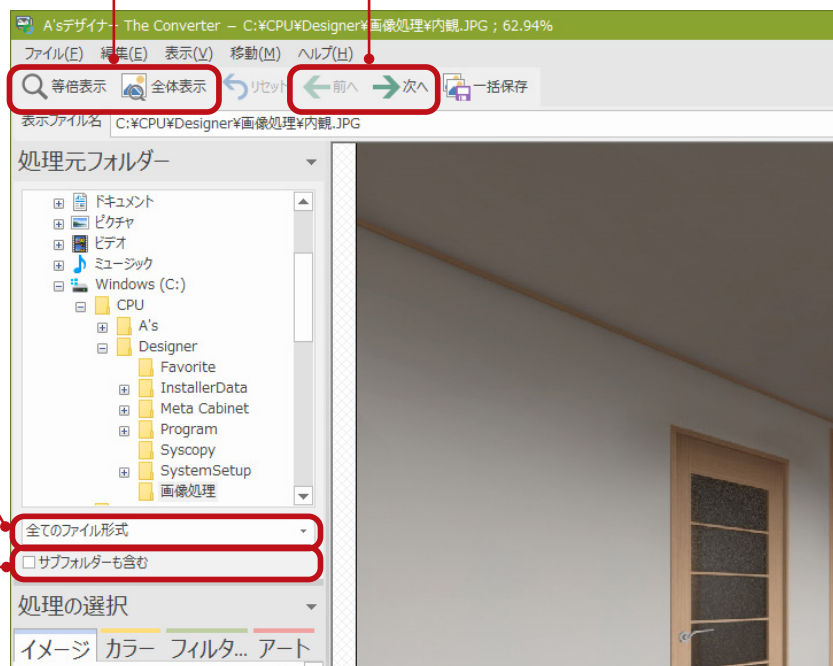 A'sデザイナー The Converter − C:¥CPU¥Designer¥画像処理¥内観.JPG ; 62.94%
ファイル(F) 編集(E) 表示(V) 移動(M) ヘルプ(H)
等倍表示 全体表示 リセット 前へ 次へ 一括保存
表示ファイル名 C:¥CPU¥Designer¥画像処理¥内観.JPG
処理元フォルダー
ドキュメント
ピクチャ
ビデオ
ミュージック
Windows (C:)
CPU
A's
Designer
Favorite
InstallerData
Meta Cabinet
Program
Syscopy
SystemSetup
画像処理
全てのファイル形式
サブフォルダーも含む
処理の選択
イメージ カラー フィルタ... アート